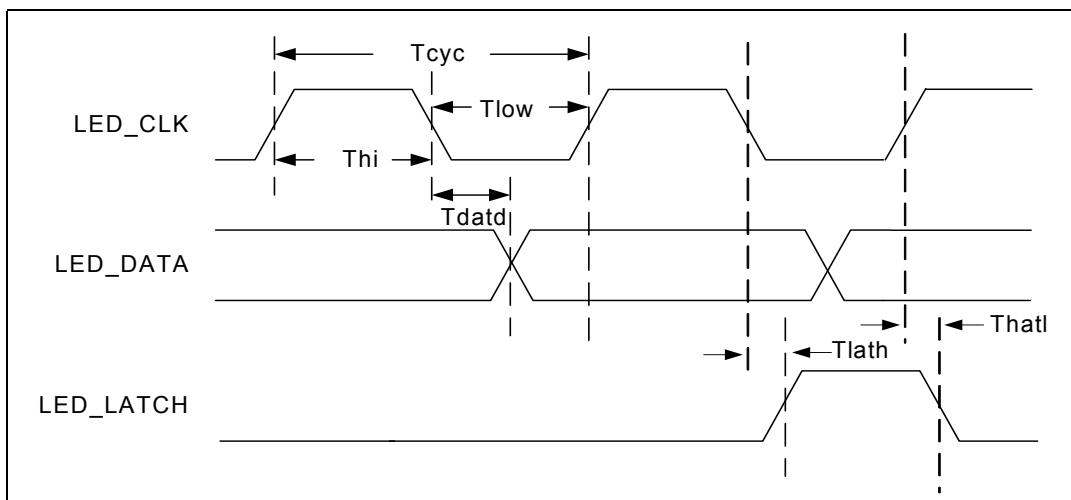 Tcyc
LED_CLK
Tlow
Thi
Tdatd
LED_DATA
Thatl
Tlath
LED_LATCH